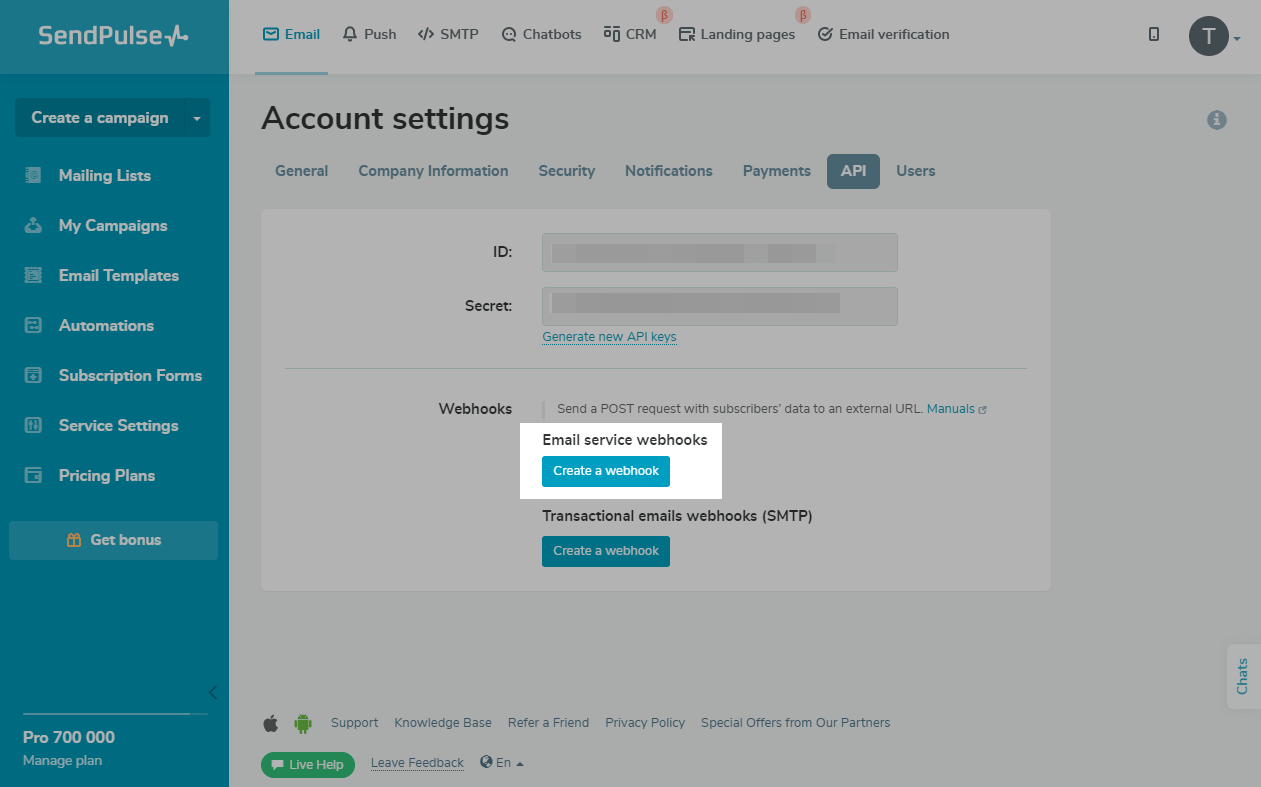 SendPulse
Email
Push
SMTP
Chatbots
CRM
β
Landing pages
β
Email verification
T
Create a campaign
Mailing Lists
My Campaigns
Email Templates
Automations
Subscription Forms
Service Settings
Pricing Plans
Get bonus
Pro 700 000
Manage plan
Account settings
General
Company Information
Security
Notifications
Payments
API
Users
ID:
Secret:
Generate new API keys
Webhooks
Send a POST request with subscribers' data to an external URL. Manuals
Email service webhooks
Create a webhook
Transactional emails webhooks (SMTP)
Create a webhook
Chats
Support
Knowledge Base
Refer a Friend
Privacy Policy
Special Offers from Our Partners
Live Help
Leave Feedback
En